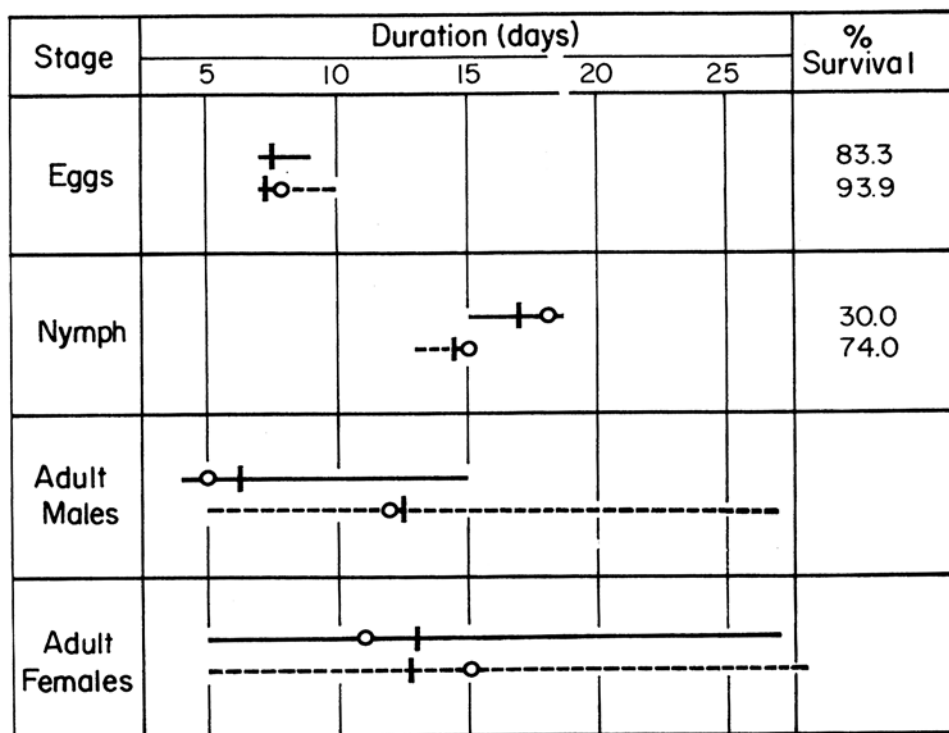 Stage
Duration (days)
%
Survival
5
10
15
20
25
Eggs
83.3
93.9
Nymph
30.0
74.0
Adult
Males
Adult
Females